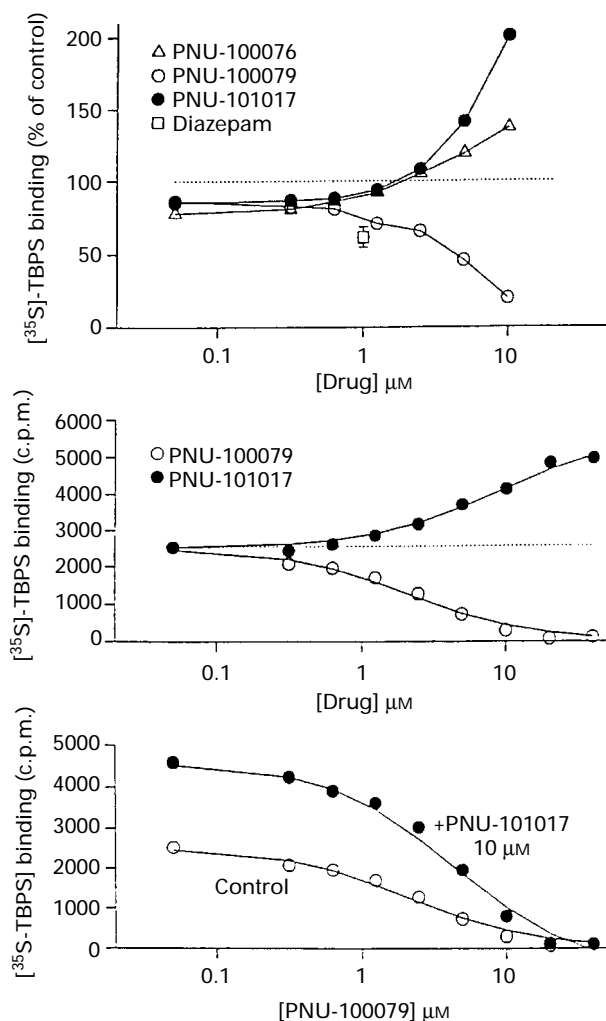 [³⁵S]-TBPS binding (% of control)
200
150
100
50
0
△ PNU-100076
○ PNU-100079
● PNU-101017
□ Diazepam
0.1
1
10
[Drug] μM
[³⁵S]-TBPS binding (c.p.m.)
6000
5000
4000
3000
2000
1000
0
○ PNU-100079
● PNU-101017
0.1
1
10
[Drug] μM
[³⁵S-TBPS] binding (c.p.m.)
5000
4000
3000
2000
1000
0
+PNU-101017
10 μM
Control
0.1
1
10
[PNU-100079] μM